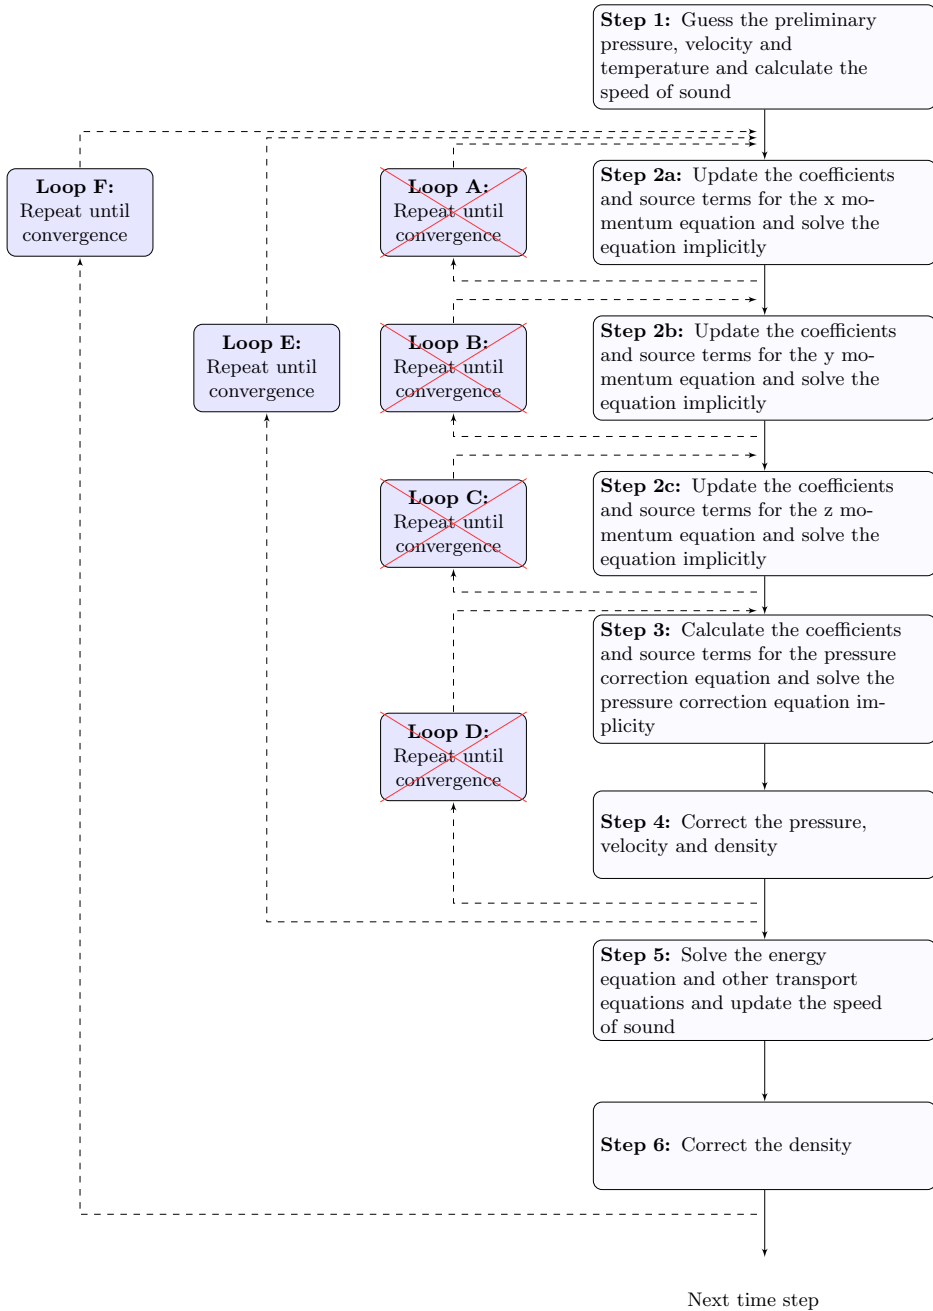 Step 1: Guess the preliminary
pressure, velocity and
temperature and calculate the
speed of sound
Loop F:
Repeat until
convergence
Loop A:
Repeat until
convergence
Step 2a: Update the coefficients
and source terms for the x mo-
mentum equation and solve the
equation implicitly
Loop E:
Repeat until
convergence
Loop B:
Repeat until
convergence
Step 2b: Update the coefficients
and source terms for the y mo-
mentum equation and solve the
equation implicitly
Loop C:
Repeat until
convergence
Step 2c: Update the coefficients
and source terms for the z mo-
mentum equation and solve the
equation implicitly
Step 3: Calculate the coefficients
and source terms for the pressure
correction equation and solve the
pressure correction equation im-
plicity
Loop D:
Repeat until
convergence
Step 4: Correct the pressure,
velocity and density
Step 5: Solve the energy
equation and other transport
equations and update the speed
of sound
Step 6: Correct the density
Next time step